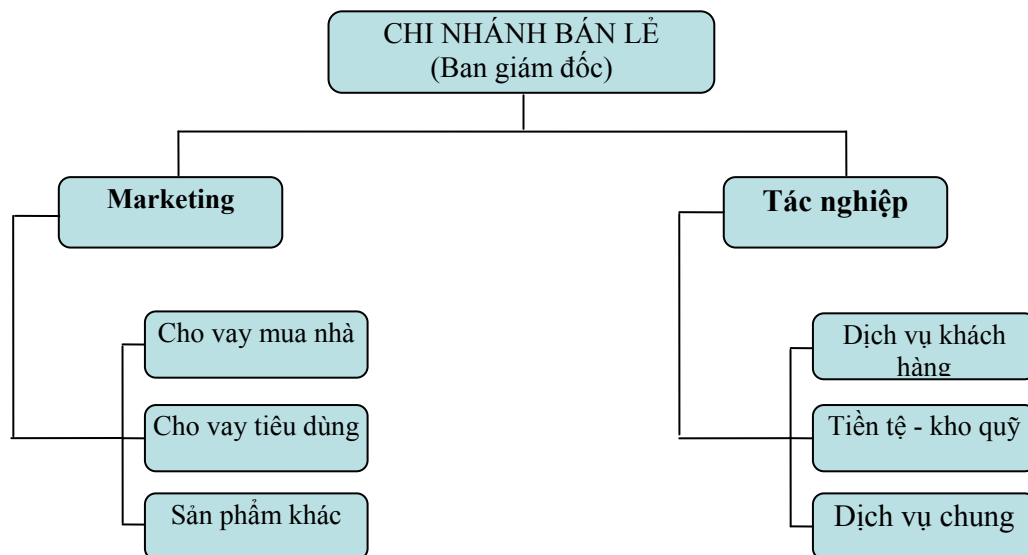 CHI NHÁNH BÁN LẺ
(Ban giám đốc)
Marketing
Tác nghiệp
Cho vay mua nhà
Cho vay tiêu dùng
Sản phẩm khác
Dịch vụ khách
hàng
Tiền tệ - kho quỹ
Dịch vụ chung